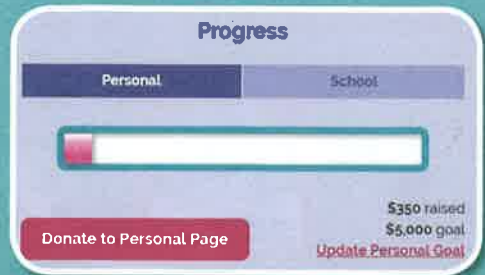 Progress
Personal
School
$350 raised
$5,000 goal
Donate to Personal Page
Update Personal Goal